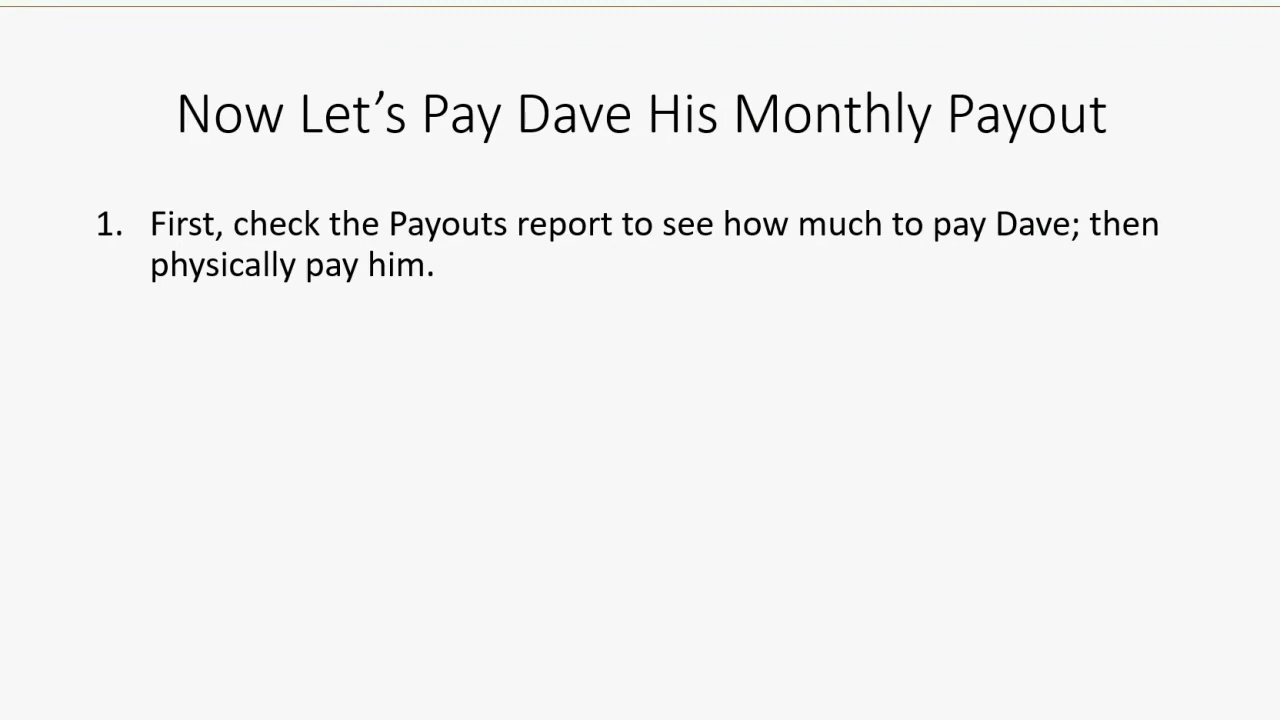 Now Let’s Pay Dave His Monthly Payout
1. First, check the Payouts report to see how much to pay Dave; then
physically pay him.